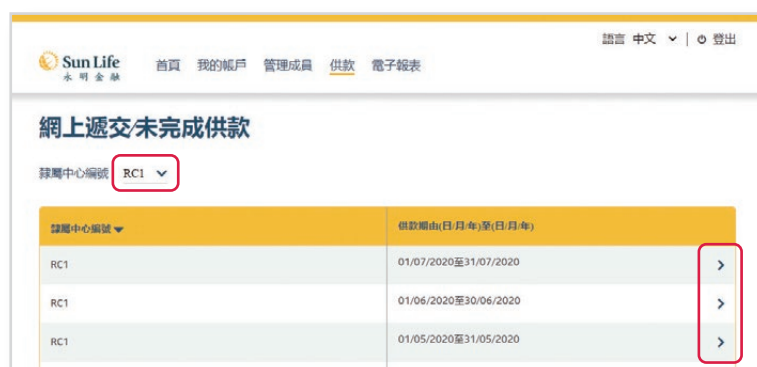 語言 中文 | 登出
Sun Life
永明金融
首頁 我的帳戶 管理成員 供款 電子報表
網上遞交/未完成供款
隸屬中心編號 RC1
隸屬中心編號 供款期由(日/月/年)至(日/月/年)
RC1 01/07/2020至31/07/2020
RC1 01/06/2020至30/06/2020
RC1 01/05/2020至31/05/2020